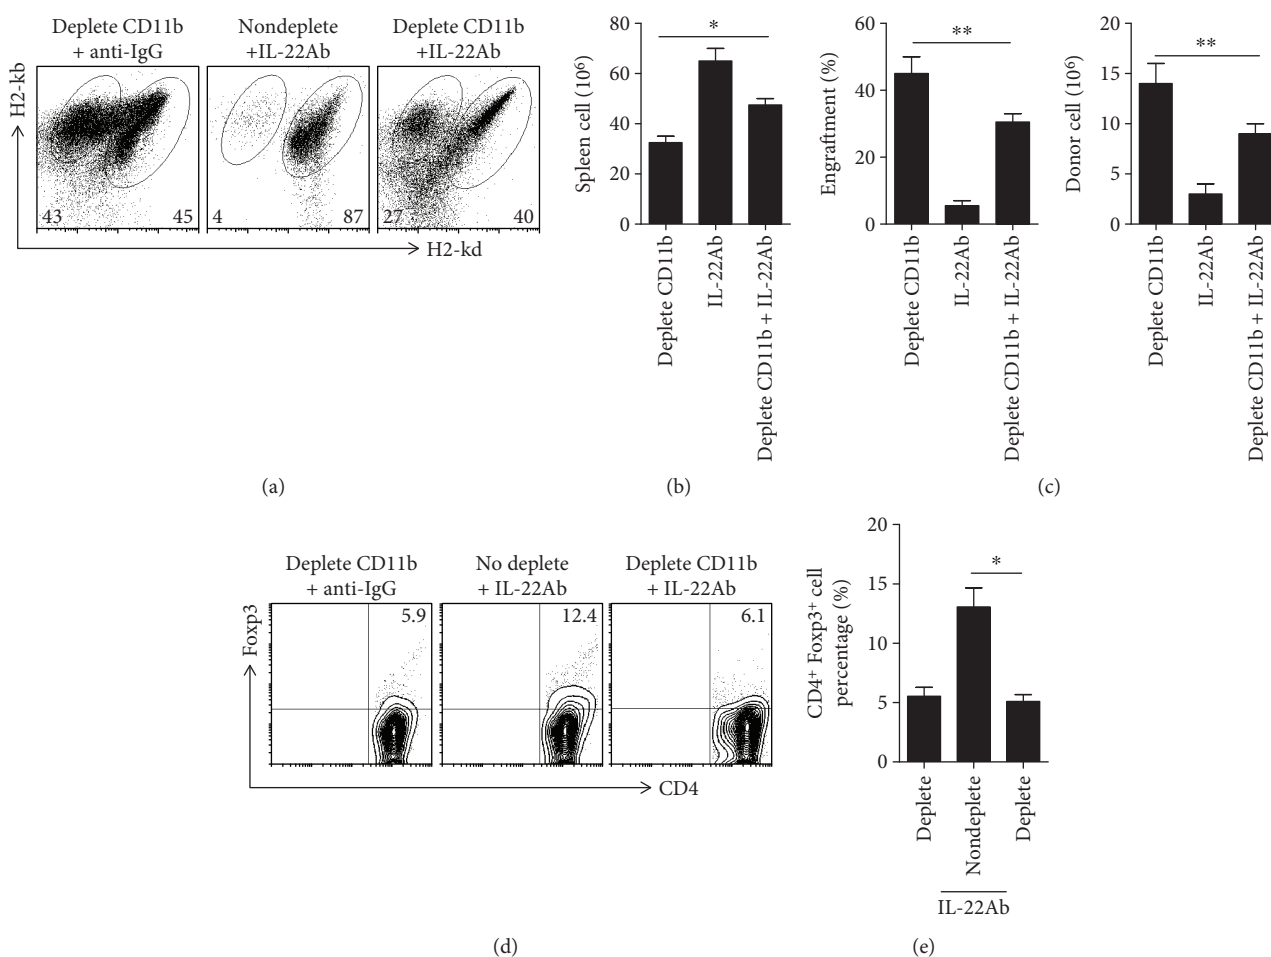 Deplete CD11b
+ anti-IgG
Nondeplete
+IL-22Ab
Deplete CD11b
+IL-22Ab
H2-kb
43
45
4
87
27
40
H2-kd
(a)
Spleen cell (10⁶)
80
60
40
20
0
*
Deplete CD11b
IL-22Ab
Deplete CD11b + IL-22Ab
(b)
Engraftment (%)
60
40
20
0
**
Deplete CD11b
IL-22Ab
Deplete CD11b + IL-22Ab
Donor cell (10⁶)
20
15
10
5
0
**
Deplete CD11b
IL-22Ab
Deplete CD11b + IL-22Ab
(c)
Deplete CD11b
+ anti-IgG
No deplete
+ IL-22Ab
Deplete CD11b
+ IL-22Ab
Foxp3
5.9
12.4
6.1
CD4
(d)
CD4⁺ Foxp3⁺ cell
percentage (%)
20
15
10
5
0
*
Deplete
Nondeplete
Deplete
IL-22Ab
(e)